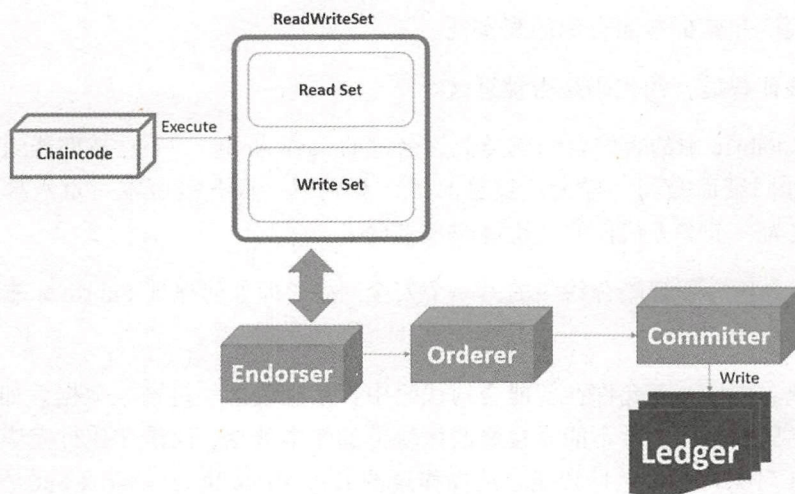 ReadWriteSet
Read Set
Execute
Chaincode
Write Set
Endorser
Orderer
Committer
Write
Ledger